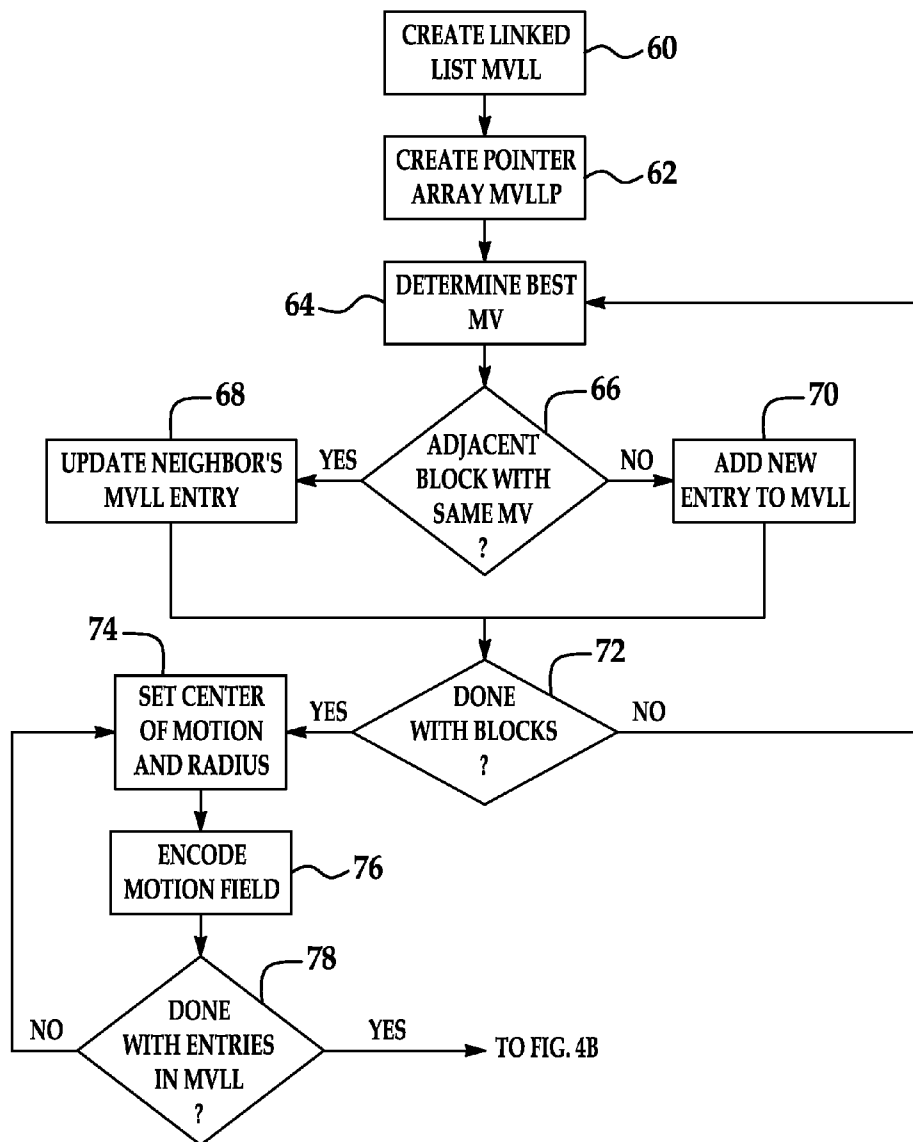 CREATE LINKED
LIST MVLL
60
CREATE POINTER
ARRAY MVLLP
62
64
DETERMINE BEST
MV
68
66
70
UPDATE NEIGHBOR'S
MVLL ENTRY
YES
ADJACENT
BLOCK WITH
SAME MV
?
NO
ADD NEW
ENTRY TO MVLL
74
72
SET CENTER
OF MOTION
AND RADIUS
YES
DONE
WITH BLOCKS
?
NO
ENCODE
MOTION FIELD
76
78
NO
DONE
WITH ENTRIES
IN MVLL
?
YES
TO FIG. 4B